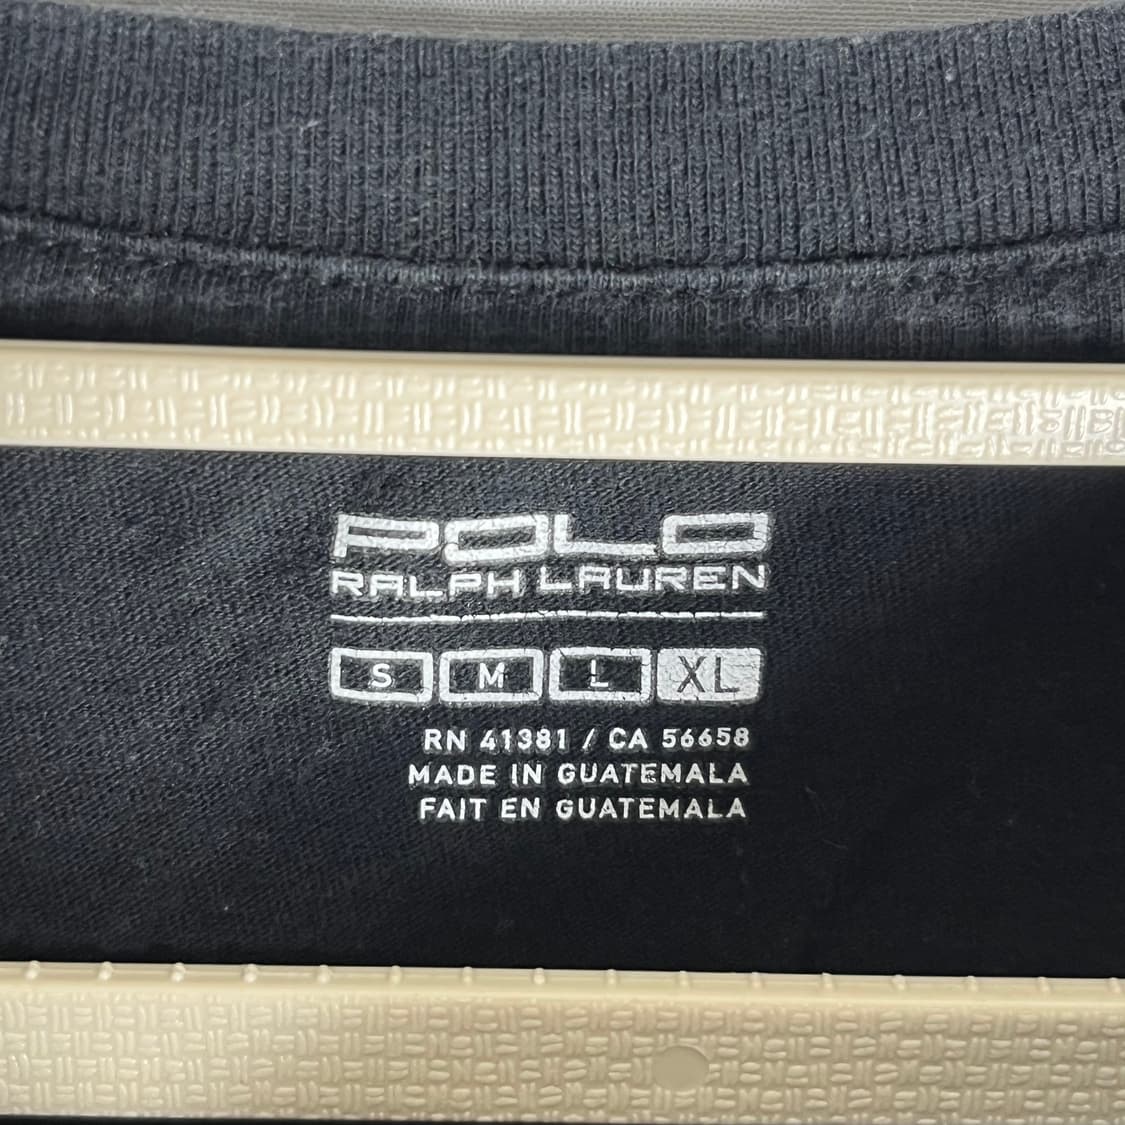 POLO
RALPH LAUREN
S M L XL
RN 41381 / CA 56658
MADE IN GUATEMALA
FAIT EN GUATEMALA